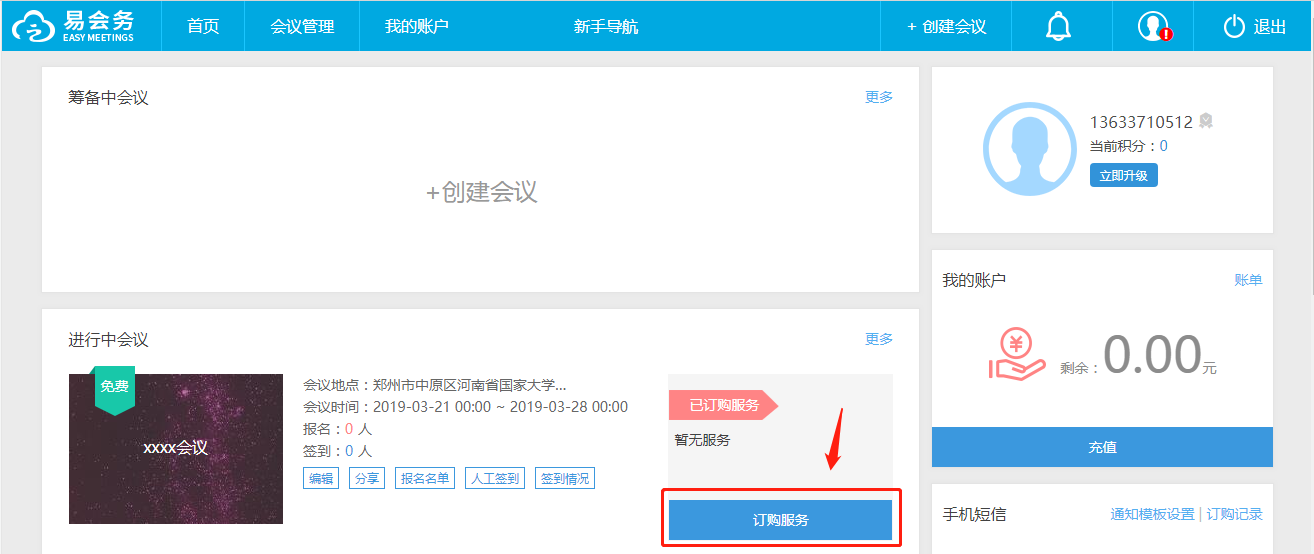 易会务
EASY MEETINGS
首页
会议管理
我的账户
新手导航
+ 创建会议
!
退出
筹备中会议
更多
+创建会议
进行中会议
更多
免费
xxxx会议
会议地点：郑州市中原区河南省国家大学...
会议时间：2019-03-21 00:00 ~ 2019-03-28 00:00
报名：0 人
签到：0 人
编辑
分享
报名名单
人工签到
签到情况
已订购服务
暂无服务
订购服务
13633710512
当前积分：0
立即升级
我的账户
账单
¥
剩余：0.00元
充值
手机短信
通知模板设置 | 订购记录